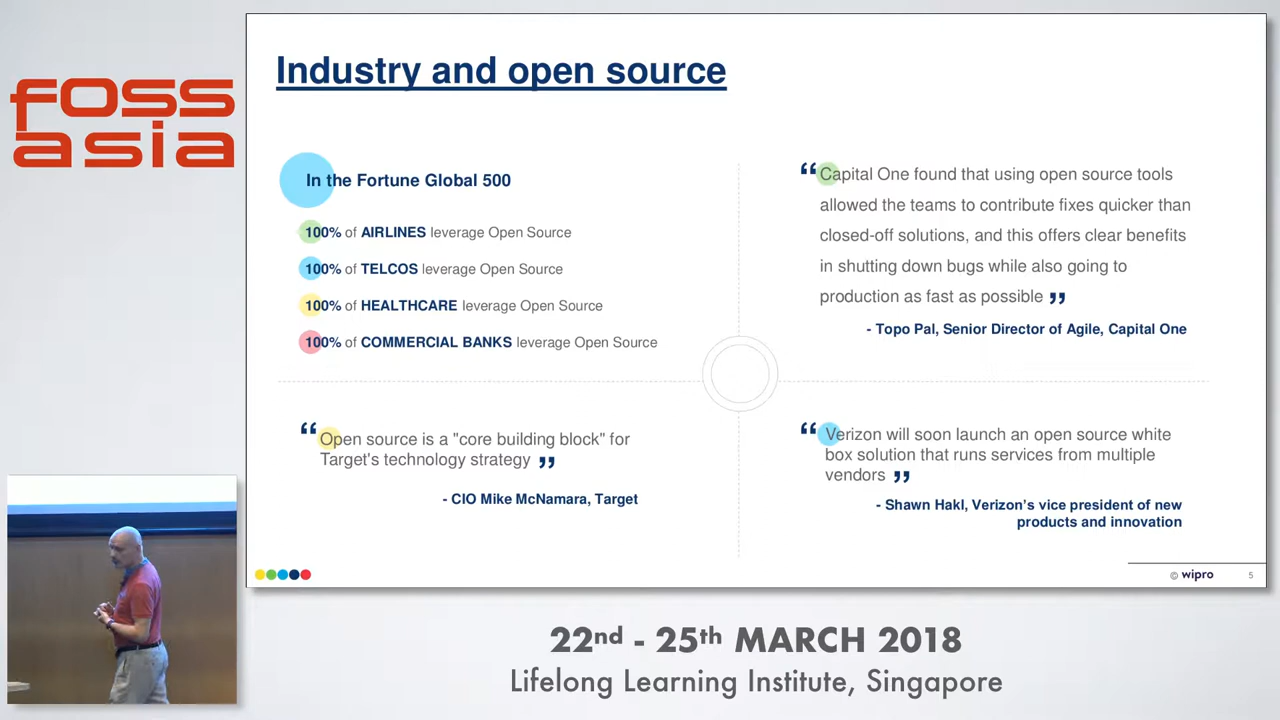 foss
asia
Industry and open source
In the Fortune Global 500
100% of AIRLINES leverage Open Source
100% of TELCOS leverage Open Source
100% of HEALTHCARE leverage Open Source
100% of COMMERCIAL BANKS leverage Open Source
“ Capital One found that using open source tools
allowed the teams to contribute fixes quicker than
closed-off solutions, and this offers clear benefits
in shutting down bugs while also going to
production as fast as possible ”
- Topo Pal, Senior Director of Agile, Capital One
“ Open source is a "core building block" for
Target's technology strategy ”
- CIO Mike McNamara, Target
“ Verizon will soon launch an open source white
box solution that runs services from multiple
vendors ”
- Shawn Hakl, Verizon’s vice president of new
products and innovation
© wipro 5
22nd - 25th MARCH 2018
Lifelong Learning Institute, Singapore